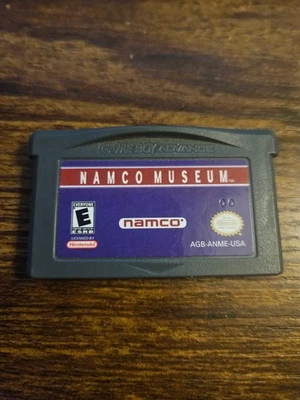 GAME BOY ADVANCE
NAMCO MUSEUM
EVERYONE
E
ESRB
LICENSED BY
Nintendo
namco
AGB-ANME-USA